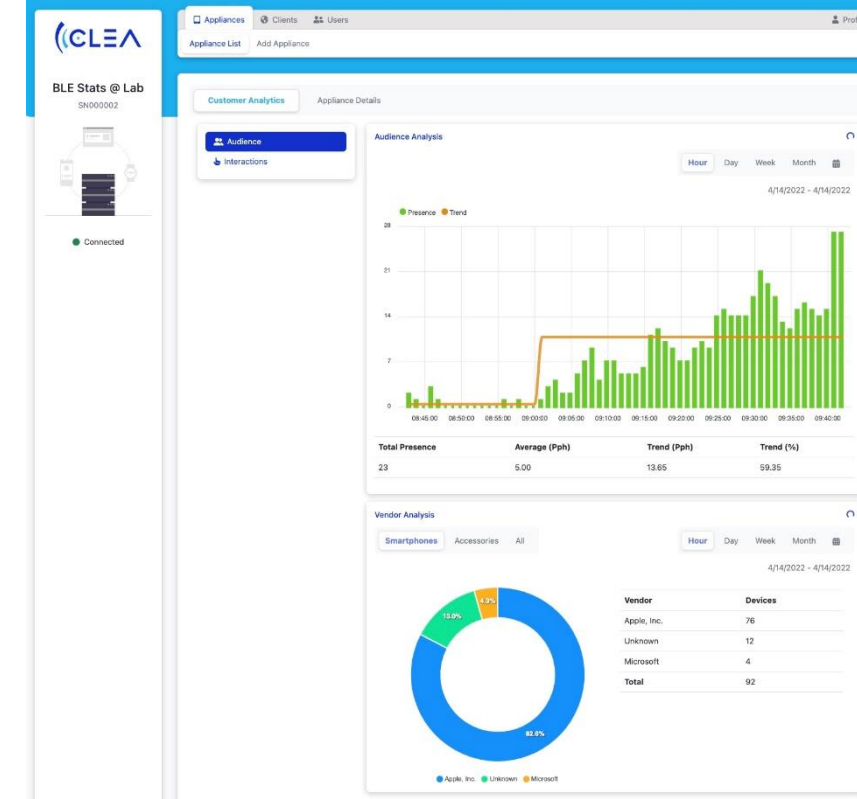 CLEA
Appliances Clients Users
Appliance List Add Appliance
BLE Stats @ Lab
SN000002
Connected
Customer Analytics Appliance Details
Audience
Interactions
Audience Analysis
Hour Day Week Month
4/14/2022 - 4/14/2022
Presence Trend
28
21
14
7
0
08:45:00 08:50:00 08:55:00 09:00:00 09:05:00 09:10:00 09:15:00 09:20:00 09:25:00 09:30:00 09:35:00 09:40:00
Total Presence Average (Pph) Trend (Pph) Trend (%)
23 5.00 13.65 59.35
Vendor Analysis
Smartphones Accessories All
Hour Day Week Month
4/14/2022 - 4/14/2022
13.0%
82.6%
Vendor Devices
Apple, Inc. 76
Unknown 12
Microsoft 4
Total 92
Apple, Inc. Unknown Microsoft